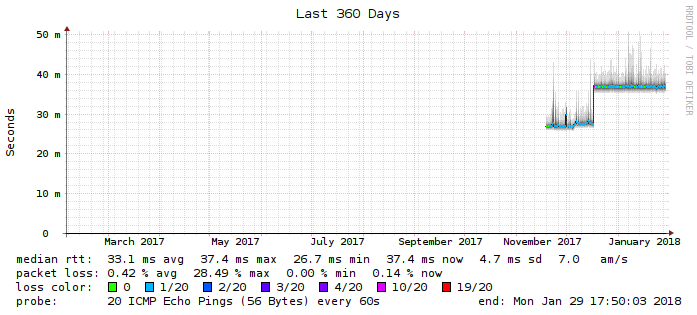 Last 360 Days
RRDTOOL / TOBI OETIKER
Seconds
50 m
40 m
30 m
20 m
10 m
0
March 2017 May 2017 July 2017 September 2017 November 2017 January 2018
median rtt: 33.1 ms avg 37.4 ms max 26.7 ms min 37.4 ms now 4.7 ms sd 7.0 am/s
packet loss: 0.42 % avg 28.49 % max 0.00 % min 0.14 % now
loss color: 0 1/20 2/20 3/20 4/20 10/20 19/20
probe: 20 ICMP Echo Pings (56 Bytes) every 60s end: Mon Jan 29 17:50:03 2018